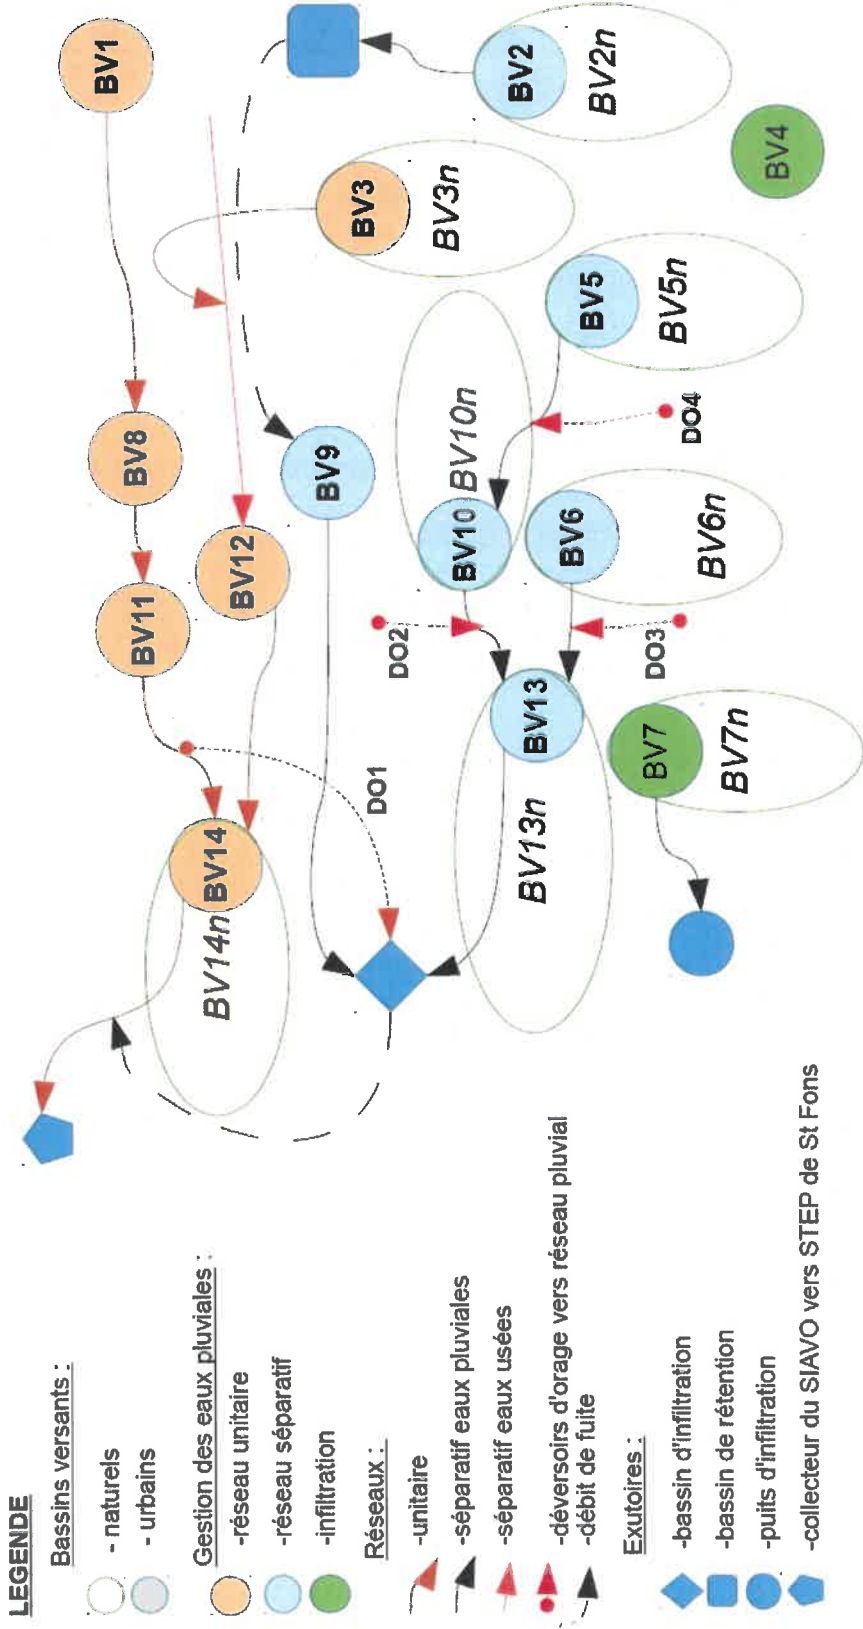 LEGENDE
Bassins versants :
- naturels
- urbains
Gestion des eaux pluviales :
-réseau unitaire
-réseau séparatif
-infiltration
Réseaux :
-unitaire
-séparatif eaux pluviales
-séparatif eaux usées
-déversoirs d'orage vers réseau pluvial
-débit de fuite
Exutoires :
-bassin d'infiltration
-bassin de rétention
-puits d'infiltration
-collecteur du SIAVO vers STEP de St Fons
BV1
BV8
BV11
BV12
BV14
BV14n
BV3
BV3n
BV2
BV2n
BV4
BV9
BV5
BV5n
BV10
BV10n
BV6
BV6n
BV13
BV13n
BV7
BV7n
DO1
DO2
DO3
DO4